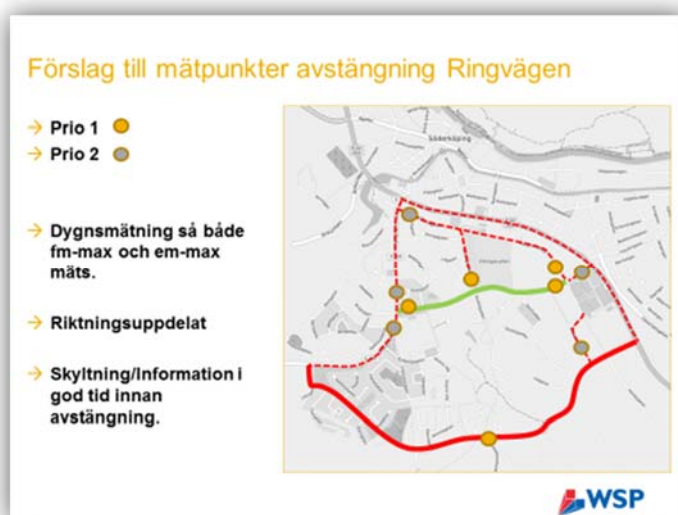 Förslag till mätpunkter avstängning Ringvägen
→ Prio 1
→ Prio 2
→ Dygnsmätning så både
fm-max och em-max
mäts.
→ Riktningsuppdelat
→ Skyltning/Information i
god tid innan
avstängning.
Söderköping
WSP